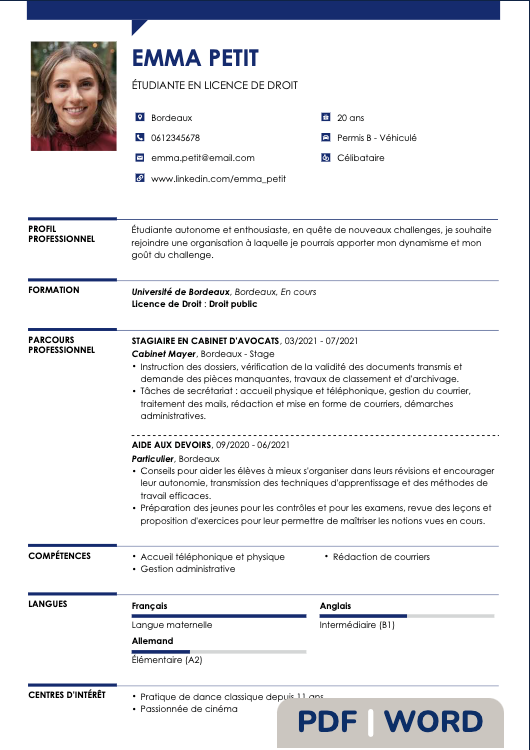 EMMA PETIT
ÉTUDIANTE EN LICENCE DE DROIT
Bordeaux
20 ans
0612345678
Permis B - Véhiculé
emma.petit@email.com
Célibataire
www.linkedin.com/emma_petit
PROFIL
PROFESSIONNEL
Étudiante autonome et enthousiaste, en quête de nouveaux challenges, je souhaite
rejoindre une organisation à laquelle je pourrais apporter mon dynamisme et mon
goût du challenge.
FORMATION
Université de Bordeaux, Bordeaux, En cours
Licence de Droit : Droit public
PARCOURS
PROFESSIONNEL
STAGIAIRE EN CABINET D'AVOCATS, 03/2021 - 07/2021
Cabinet Mayer, Bordeaux - Stage
• Instruction des dossiers, vérification de la validité des documents transmis et
demande des pièces manquantes, travaux de classement et d'archivage.
• Tâches de secrétariat : accueil physique et téléphonique, gestion du courrier,
traitement des mails, rédaction et mise en forme de courriers, démarches
administratives.
AIDE AUX DEVOIRS, 09/2020 - 06/2021
Particulier, Bordeaux
• Conseils pour aider les élèves à mieux s'organiser dans leurs révisions et encourager
leur autonomie, transmission des techniques d'apprentissage et des méthodes de
travail efficaces.
• Préparation des jeunes pour les contrôles et pour les examens, revue des leçons et
proposition d'exercices pour leur permettre de maîtriser les notions vues en cours.
COMPÉTENCES
• Accueil téléphonique et physique
• Rédaction de courriers
• Gestion administrative
LANGUES
Français
Anglais
Langue maternelle
Intermédiaire (B1)
Allemand
Élémentaire (A2)
CENTRES D'INTÉRÊT
• Pratique de dance classique depuis 11 ans
• Passionnée de cinéma
PDF | WORD